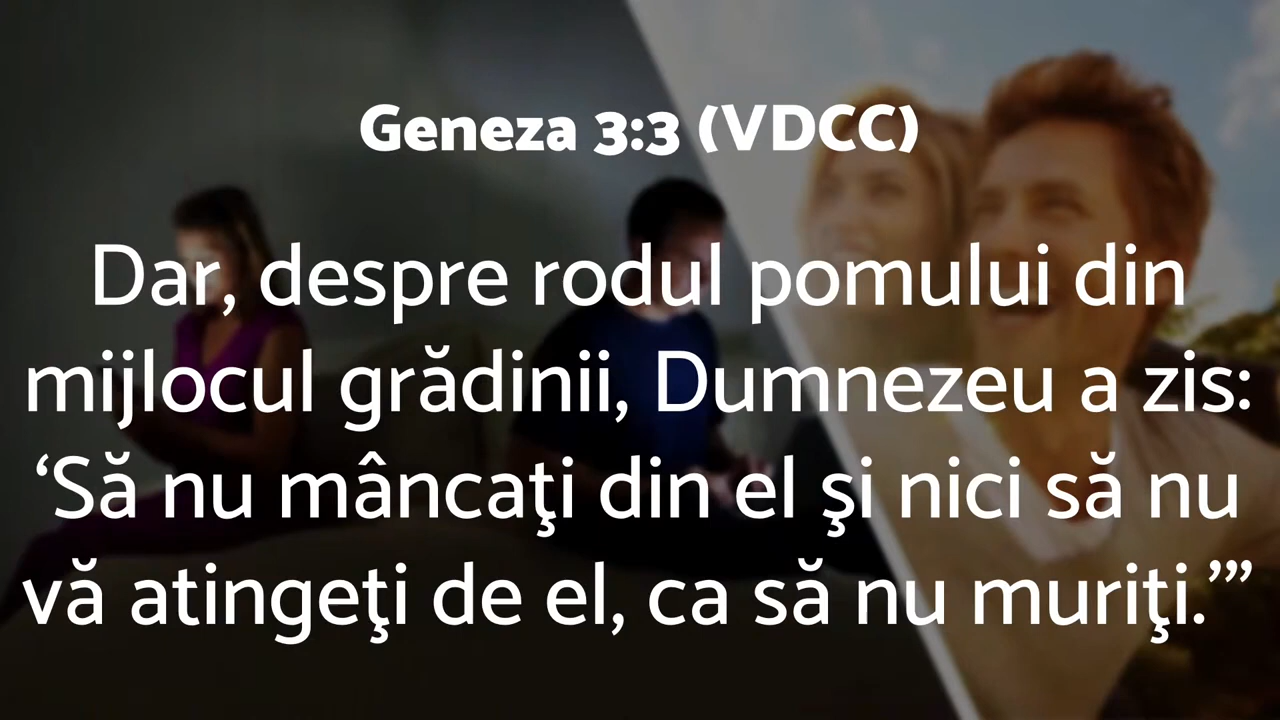 Geneza 3:3 (VDCC)
Dar, despre rodul pomului din
mijlocul grădinii, Dumnezeu a zis:
‘Să nu mâncaţi din el şi nici să nu
vă atingeţi de el, ca să nu muriţi.’”